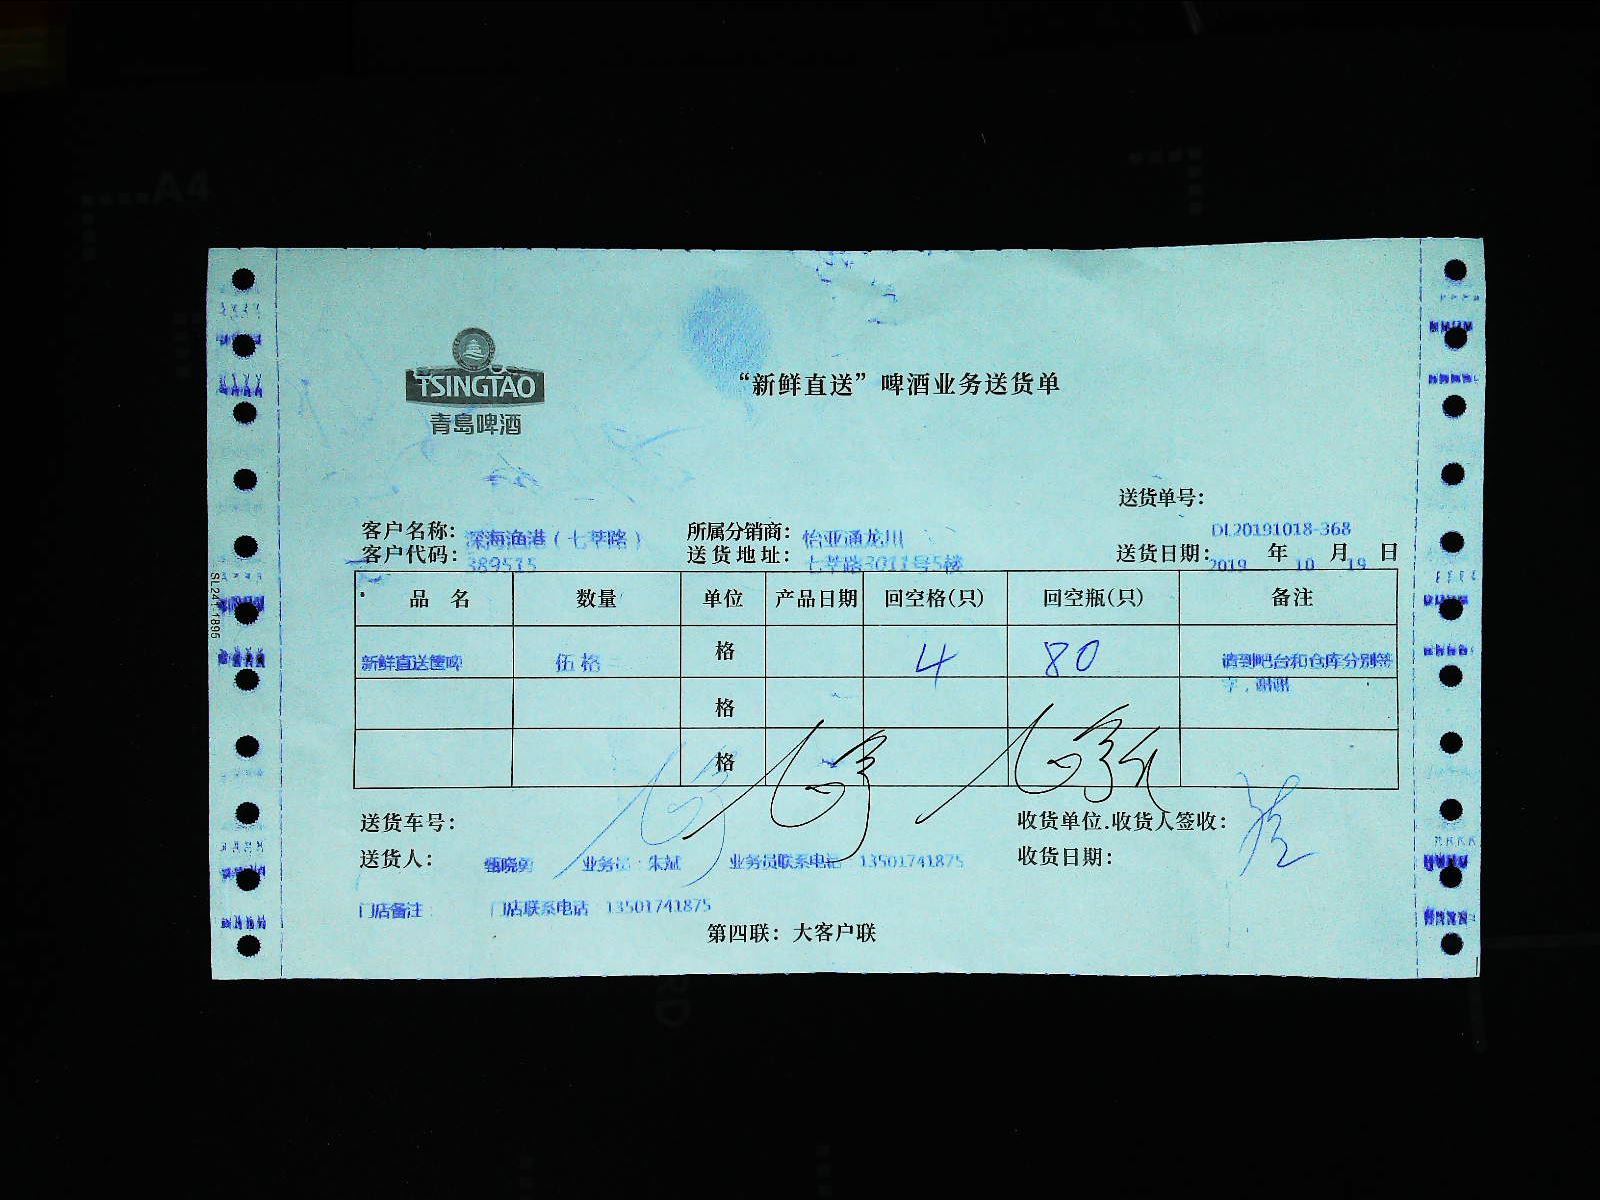 TSINGTAO
青岛啤酒
“新鲜直送”啤酒业务送货单
送货单号：
DL20191018-368
客户名称：深海渔港（七莘路） 所属分销商：怡亚通龙川
客户代码：389515 送货地址：七莘路3011号5楼 送货日期：2019 年 10 月 19 日
品 名 数量 单位 产品日期 回空格(只) 回空瓶(只) 备注
新鲜直送筐啤 伍格 格 4 80 请到吧台和仓库分别签
字，谢谢
格
格
送货车号： 收货单位.收货人签收：
送货人： 业务员：朱斌 业务员联系电话 13501741875 收货日期：
门店备注 门店联系电话 13501741875
第四联：大客户联
SL241-1895